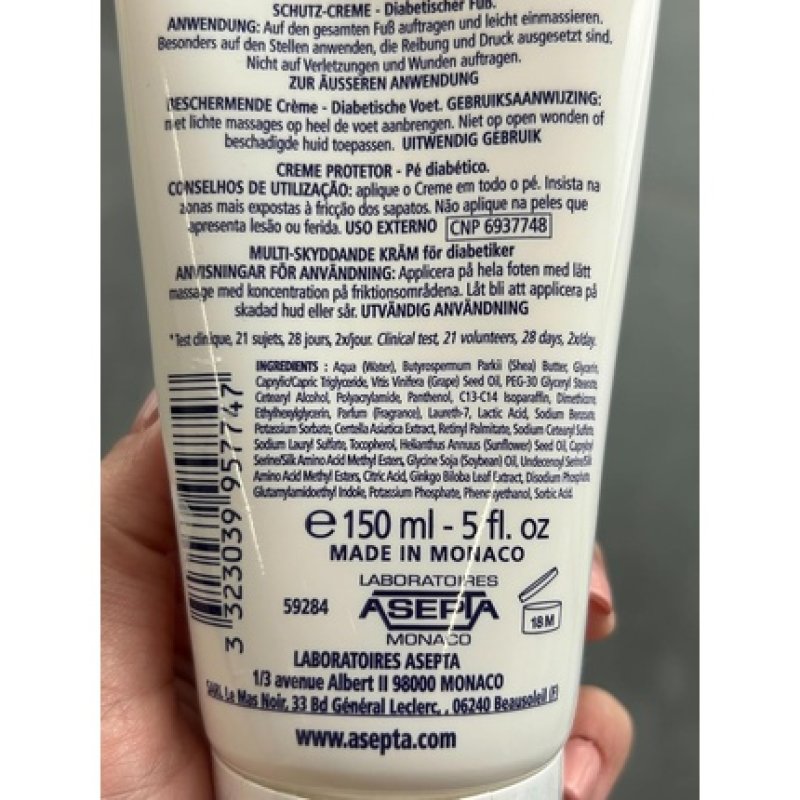 SCHUTZ-CREME - Diabetischer Fuß.
ANWENDUNG: Auf den gesamten Fuß auftragen und leicht einmassieren.
Besonders auf den Stellen anwenden, die Reibung und Druck ausgesetzt sind.
Nicht auf Verletzungen und Wunden auftragen.
ZUR ÄUSSEREN ANWENDUNG
BESCHERMENDE Crème - Diabetische Voet. GEBRUIKSAANWIJZING:
met lichte massages op heel de voet aanbrengen. Niet op open wonden of
beschadigde huid toepassen. UITWENDIG GEBRUIK
CREME PROTETOR - Pé diabético.
CONSELHOS DE UTILIZAÇÃO: aplique o Creme em todo o pé. Insista na
zonas mais expostas à fricção dos sapatos. Não aplique na peles que
apresenta lesão ou ferida. USO EXTERNO CNP 6937748
MULTI-SKYDDANDE KRÄM för diabetiker
ANVISNINGAR FÖR ANVÄNDNING: Applicera på hela foten med lätt
massage med koncentration på friktionsområdena. Låt bli att applicera på
skadad hud eller sår. UTVÄNDIG ANVÄNDNING
*Test clinique, 21 sujets, 28 jours, 2x/jour. Clinical test, 21 volunteers, 28 days, 2x/day.
INGREDIENTS : Aqua (Water), Butyrospermum Parkii (Shea) Butter, Glycerin,
Caprylic/Capric Triglyceride, Vitis Vinifera (Grape) Seed Oil, PEG-30 Glyceryl Stearate,
Cetearyl Alcohol, Polyacrylamide, Panthenol, C13-C14 Isoparaffin, Dimethicone,
Ethylhexylglycerin, Parfum (Fragrance), Laureth-7, Lactic Acid, Sodium Benzoate,
Potassium Sorbate, Centella Asiatica Extract, Retinyl Palmitate, Sodium Cetearyl Sulfate,
Sodium Lauryl Sulfate, Tocopherol, Helianthus Annuus (Sunflower) Seed Oil, Capryloyl
Serine/Silk Amino Acid Methyl Esters, Glycine Soja (Soybean) Oil, Undecenoyl Serine/Silk
Amino Acid Methyl Esters, Citric Acid, Ginkgo Biloba Leaf Extract, Disodium Phosphate,
Glutamylamidoethyl Indole, Potassium Phosphate, Phenoxyethanol, Sorbic Acid.
3 323039 957747
e 150 ml - 5 fl. oz
MADE IN MONACO
59284
LABORATOIRES
ASEPTA
MONACO
18 M
LABORATOIRES ASEPTA
1/3 avenue Albert II 98000 MONACO
SARL Le Mas Noir, 33 Bd Général Leclerc, , 06240 Beausoleil (F)
www.asepta.com